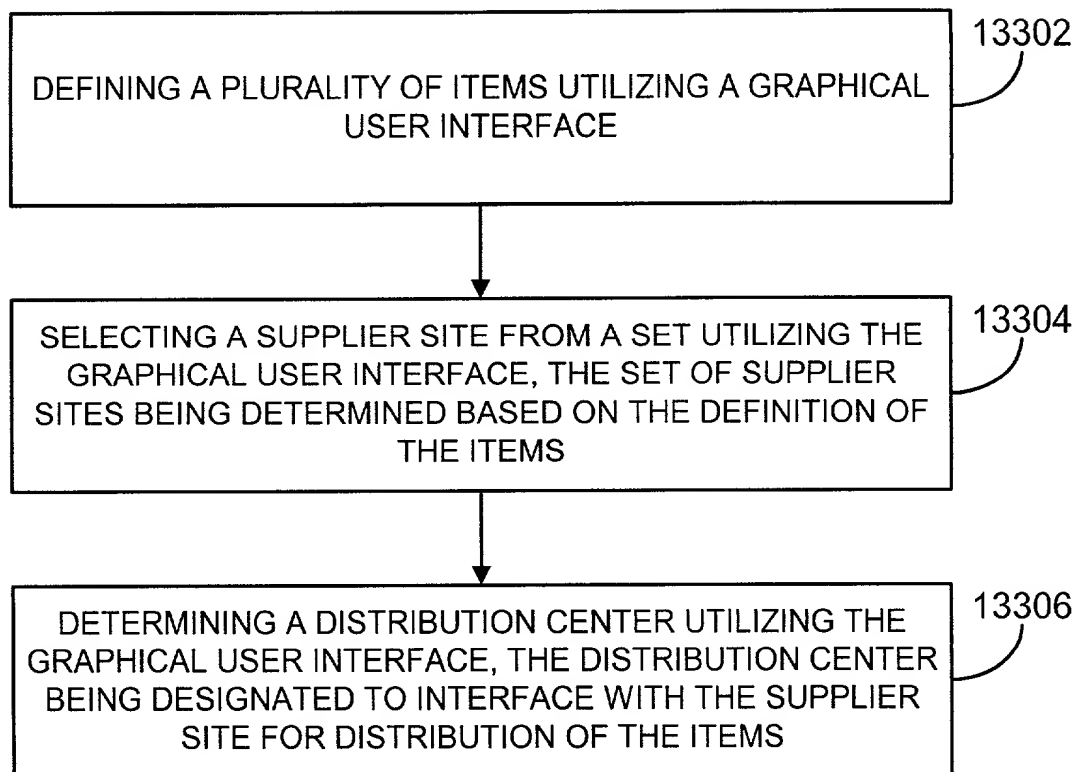 13302
DEFINING A PLURALITY OF ITEMS UTILIZING A GRAPHICAL
USER INTERFACE
13304
SELECTING A SUPPLIER SITE FROM A SET UTILIZING THE
GRAPHICAL USER INTERFACE, THE SET OF SUPPLIER
SITES BEING DETERMINED BASED ON THE DEFINITION OF
THE ITEMS
13306
DETERMINING A DISTRIBUTION CENTER UTILIZING THE
GRAPHICAL USER INTERFACE, THE DISTRIBUTION CENTER
BEING DESIGNATED TO INTERFACE WITH THE SUPPLIER
SITE FOR DISTRIBUTION OF THE ITEMS